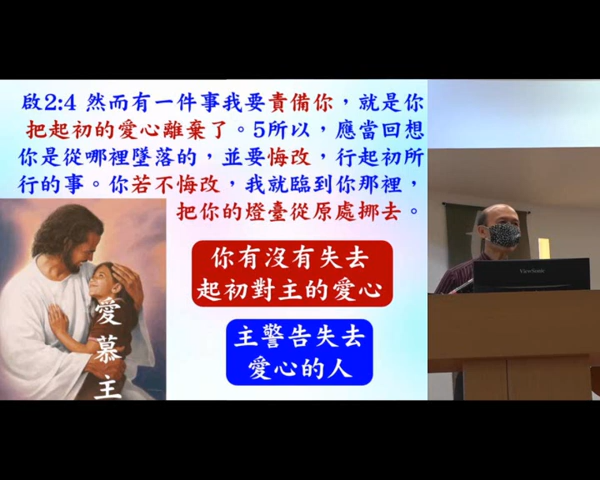 啟2:4 然而有一件事我要責備你，就是你
把起初的愛心離棄了。5所以，應當回想
你是從哪裡墜落的，並要悔改，行起初所
行的事。你若不悔改，我就臨到你那裡，
把你的燈臺從原處挪去。
你有沒有失去
起初對主的愛心
主警告失去
愛心的人
愛慕主
ViewSonic